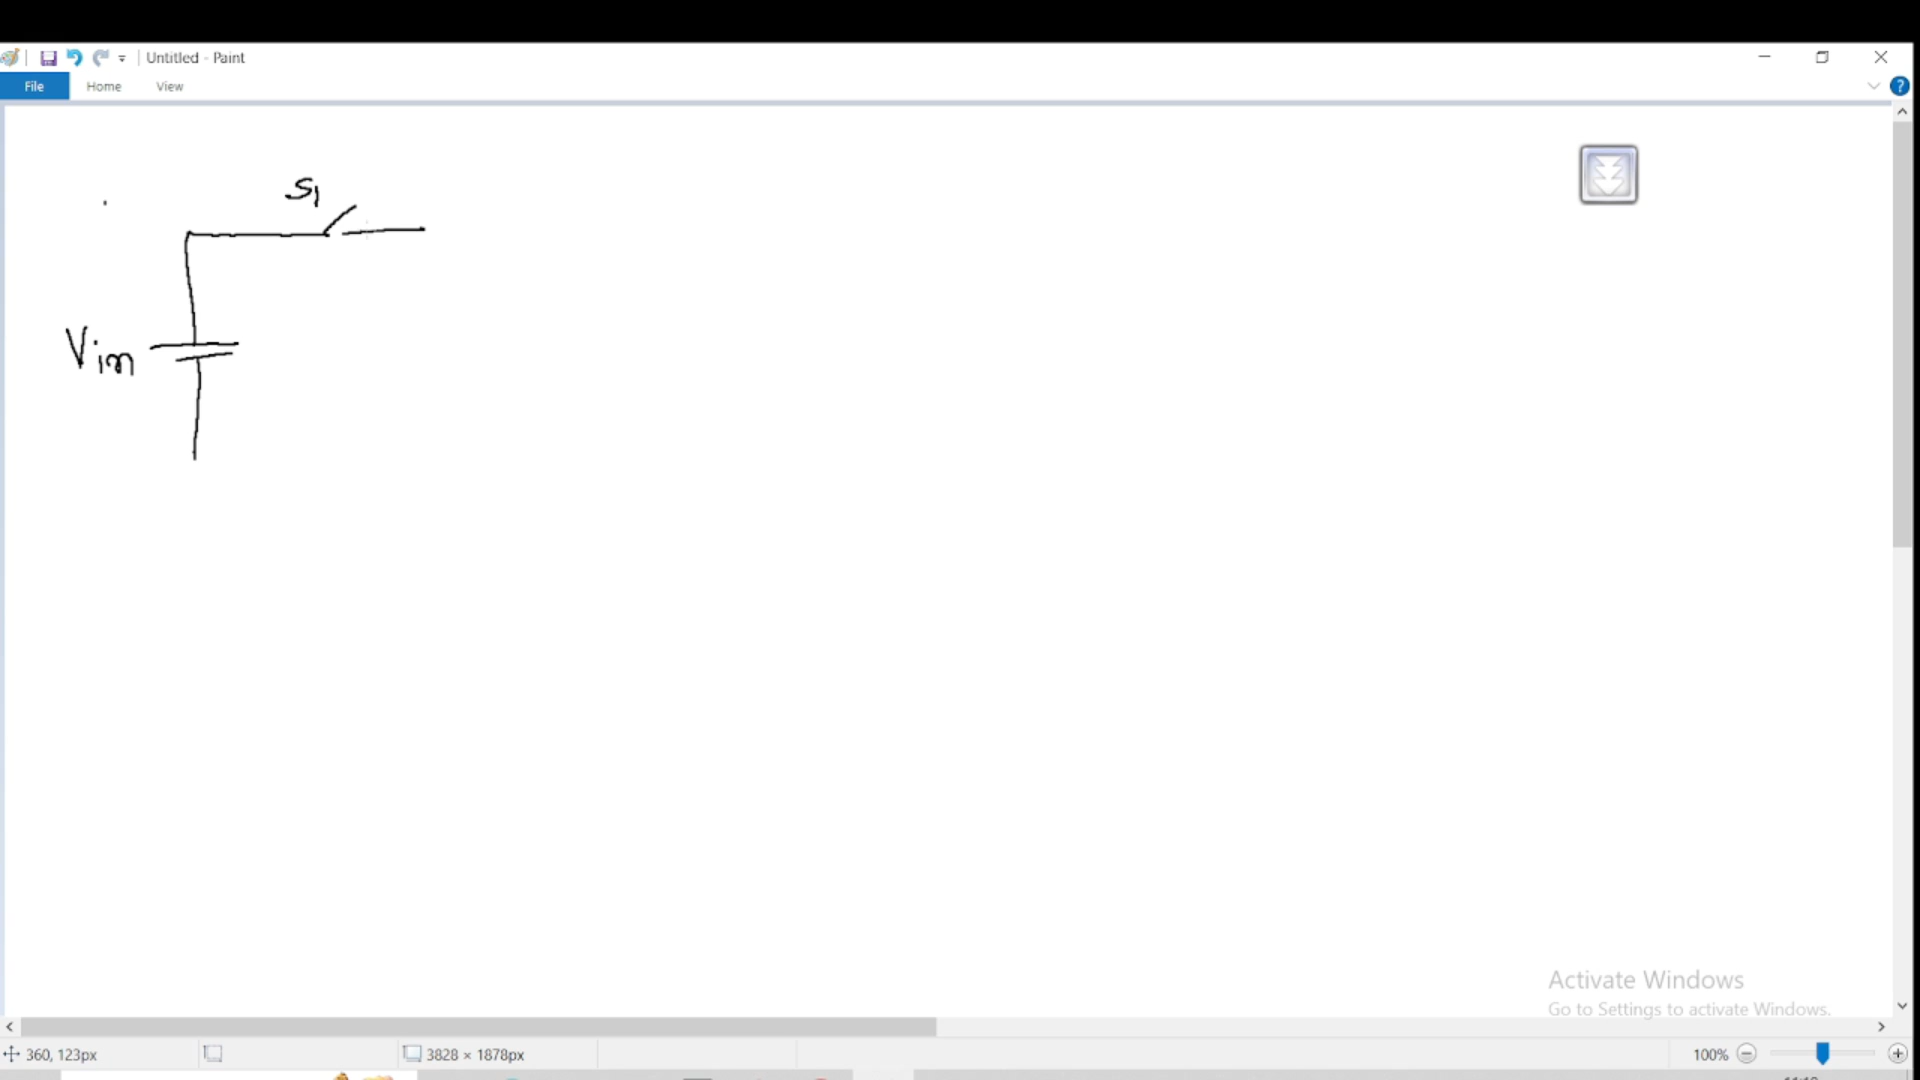 Untitled - Paint
File Home View
S1
Vin
Activate Windows
Go to Settings to activate Windows.
360, 123px
3828 × 1878px
100%